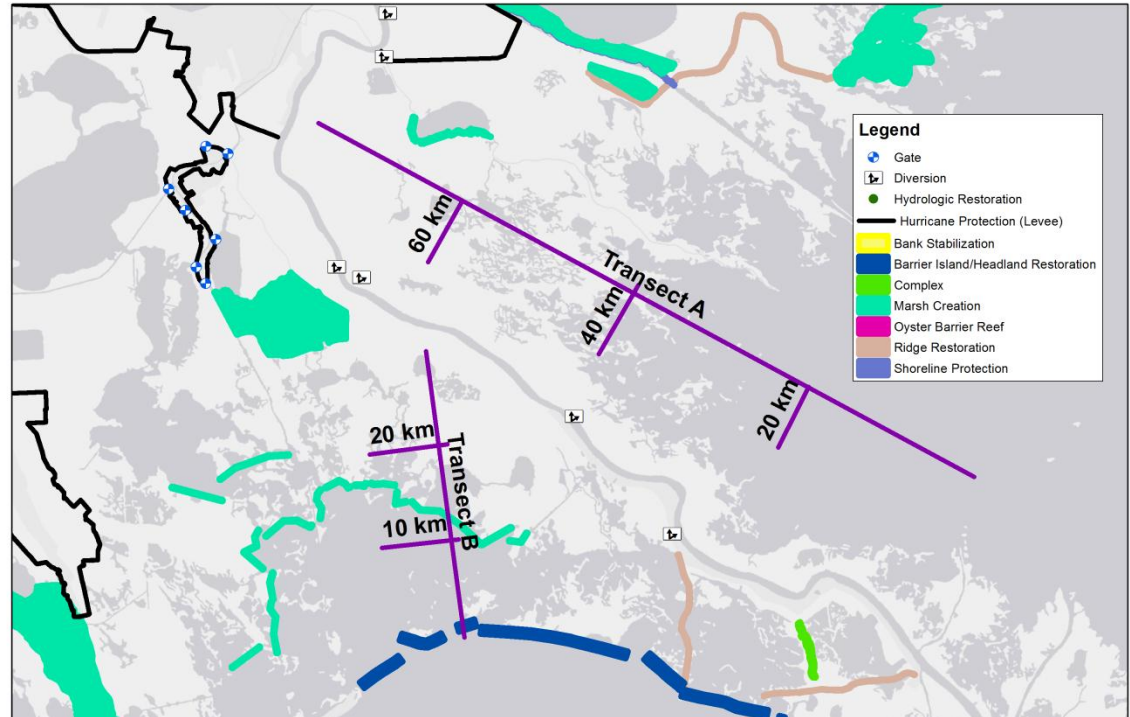 Legend
Gate
Diversion
Hydrologic Restoration
Hurricane Protection (Levee)
Bank Stabilization
Barrier Island/Headland Restoration
Complex
Marsh Creation
Oyster Barrier Reef
Ridge Restoration
Shoreline Protection
60 km
Transect A
40 km
20 km
20 km
Transect B
10 km